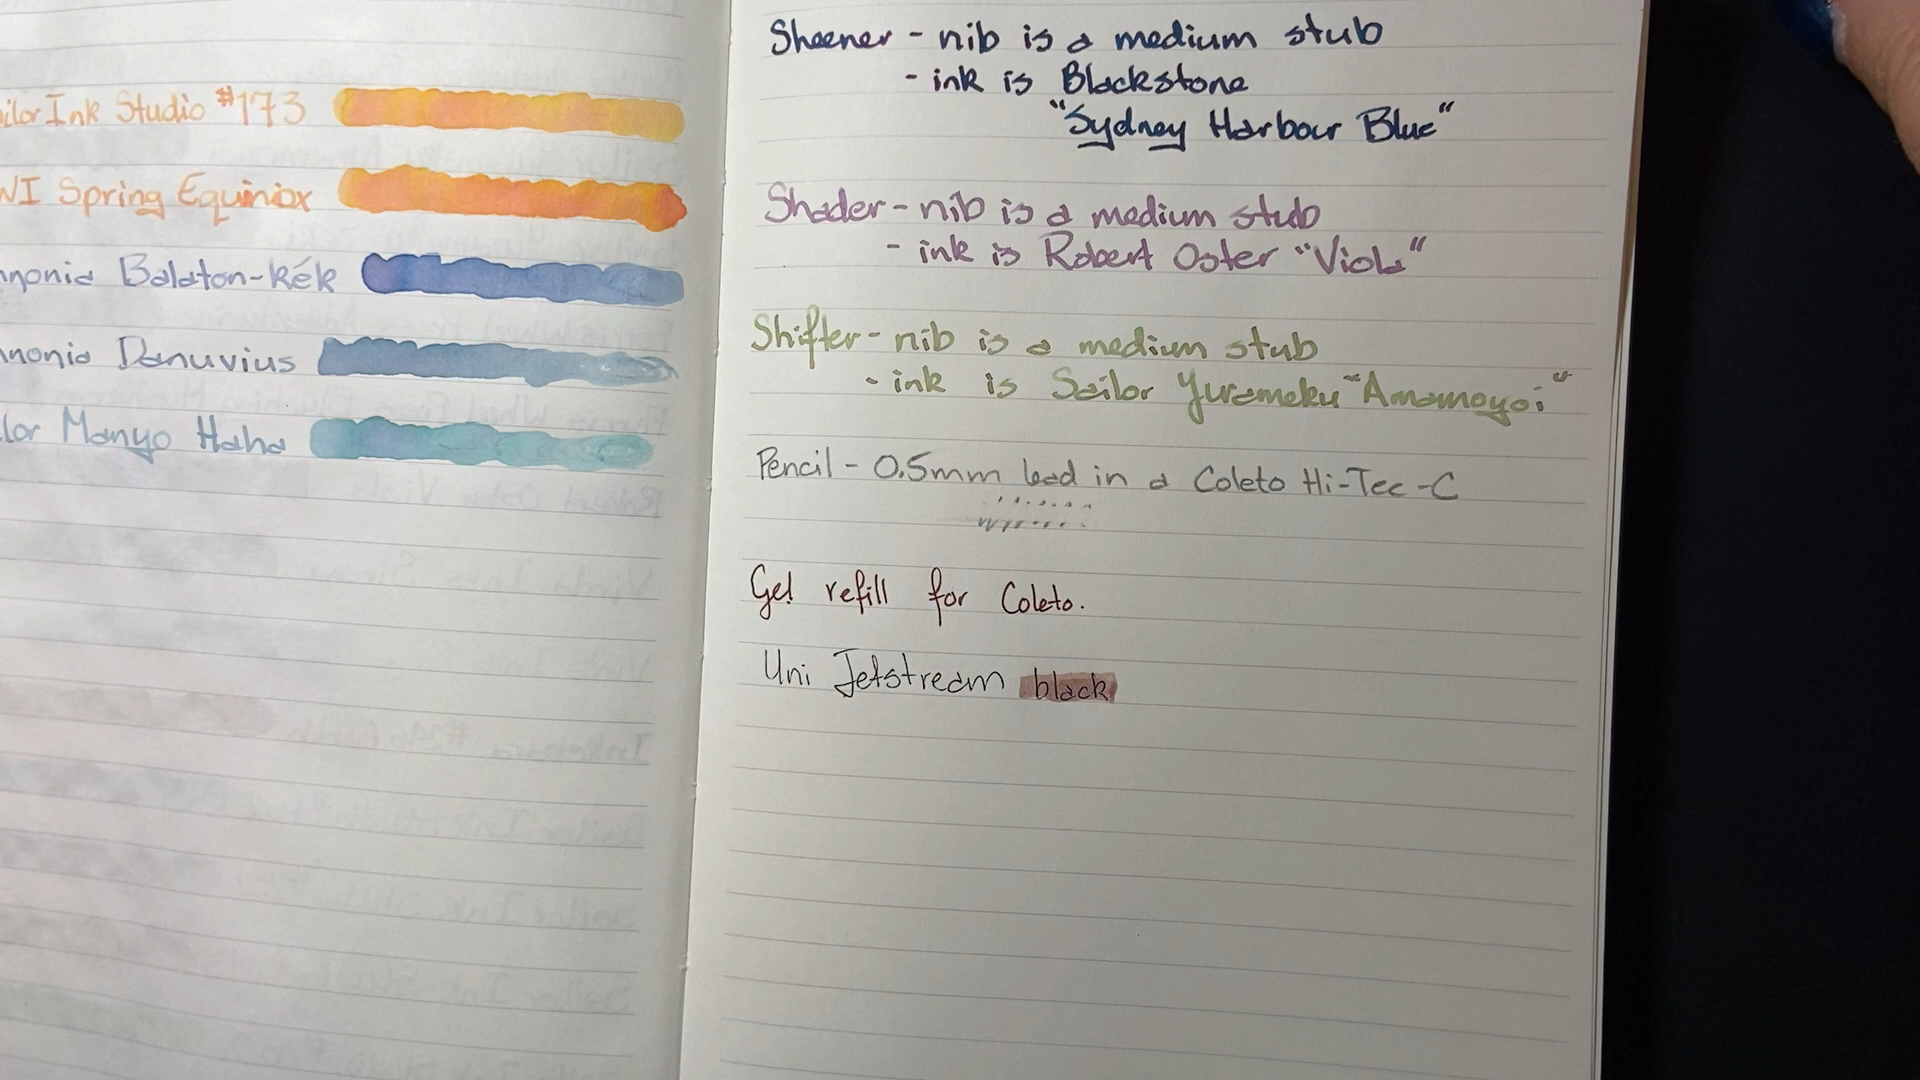 Ink Studio #173
Spring Equinox
Balaton-kék
Danuvius
Manyo Haha
Sheener - nib is a medium stub
- ink is Blackstone
"Sydney Harbour Blue"
Shader - nib is a medium stub
- ink is Robert Oster "Viola"
Shifter - nib is a medium stub
- ink is Sailor Yurameku "Amamoyoi"
Pencil - 0.5mm lead in a Coleto Hi-Tec-C
Gel refill for Coleto.
Uni Jetstream black